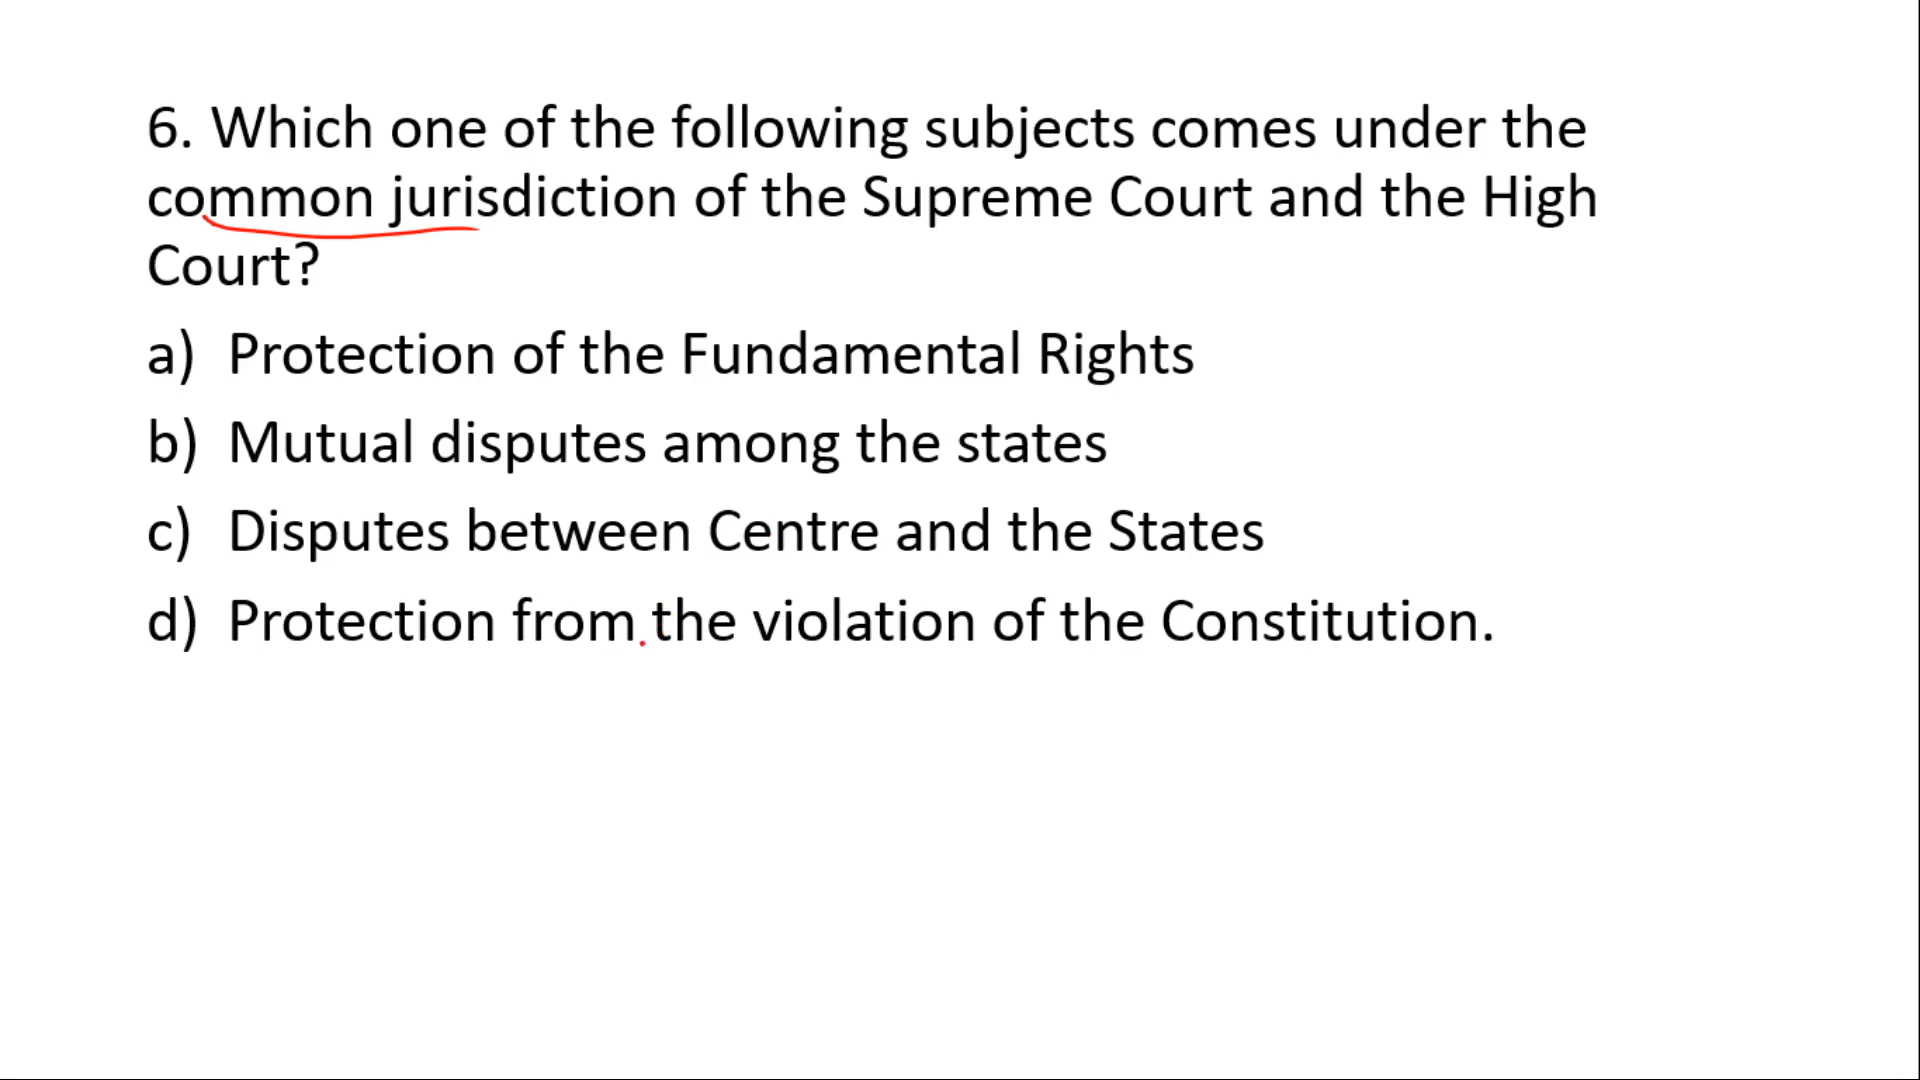 6. Which one of the following subjects comes under the
common jurisdiction of the Supreme Court and the High
Court?
a) Protection of the Fundamental Rights
b) Mutual disputes among the states
c) Disputes between Centre and the States
d) Protection from the violation of the Constitution.